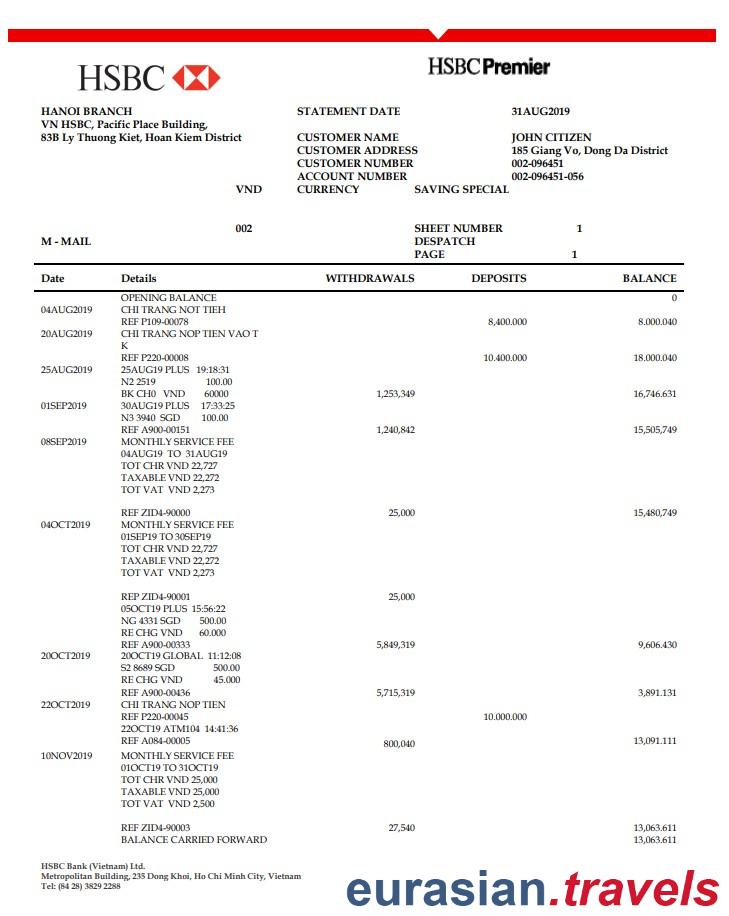 HSBC
HSBC Premier
HANOI BRANCH
VN HSBC, Pacific Place Building,
83B Ly Thuong Kiet, Hoan Kiem District
STATEMENT DATE 31AUG2019
CUSTOMER NAME JOHN CITIZEN
CUSTOMER ADDRESS 185 Giang Vo, Dong Da District
CUSTOMER NUMBER 002-096451
ACCOUNT NUMBER 002-096451-056
VND CURRENCY SAVING SPECIAL
002 SHEET NUMBER 1
M - MAIL DESPATCH
PAGE 1
Date Details WITHDRAWALS DEPOSITS BALANCE
OPENING BALANCE 0
04AUG2019 CHI TRANG NOT TIEH
REF P109-00078 8,400.000 8.000.040
20AUG2019 CHI TRANG NOP TIEN VAO T
K
REF P220-00008 10.400.000 18.000.040
25AUG2019 25AUG19 PLUS 19:18:31
N2 2519 100.00
BK CH0 VND 60000 1,253,349 16,746.631
01SEP2019 30AUG19 PLUS 17:33:25
N3 3940 SGD 100.00
REF A900-00151 1,240,842 15,505,749
08SEP2019 MONTHLY SERVICE FEE
04AUG19 TO 31AUG19
TOT CHR VND 22,727
TAXABLE VND 22,272
TOT VAT VND 2,273
REF ZID4-90000 25,000 15,480,749
04OCT2019 MONTHLY SERVICE FEE
01SEP19 TO 30SEP19
TOT CHR VND 22,727
TAXABLE VND 22,272
TOT VAT VND 2,273
REP ZID4-90001 25,000
05OCT19 PLUS 15:56:22
NG 4331 SGD 500.00
RE CHG VND 60.000
REF A900-00333 5,849,319 9,606.430
20OCT2019 20OCT19 GLOBAL 11:12:08
S2 8689 SGD 500.00
RE CHG VND 45.000
REF A900-00436 5,715,319 3,891.131
22OCT2019 CHI TRANG NOP TIEN
REF P220-00045 10.000.000
22OCT19 ATM104 14:41:36
REF A084-00005 800,040 13,091.111
10NOV2019 MONTHLY SERVICE FEE
01OCT19 TO 31OCT19
TOT CHR VND 25,000
TAXABLE VND 25,000
TOT VAT VND 2,500
REF ZID4-90003 27,540 13,063.611
BALANCE CARRIED FORWARD 13,063.611
HSBC Bank (Vietnam) Ltd.
Metropolitan Building, 235 Dong Khoi, Ho Chi Minh City, Vietnam
Tel: (84 28) 3829 2288
eurasian.travels